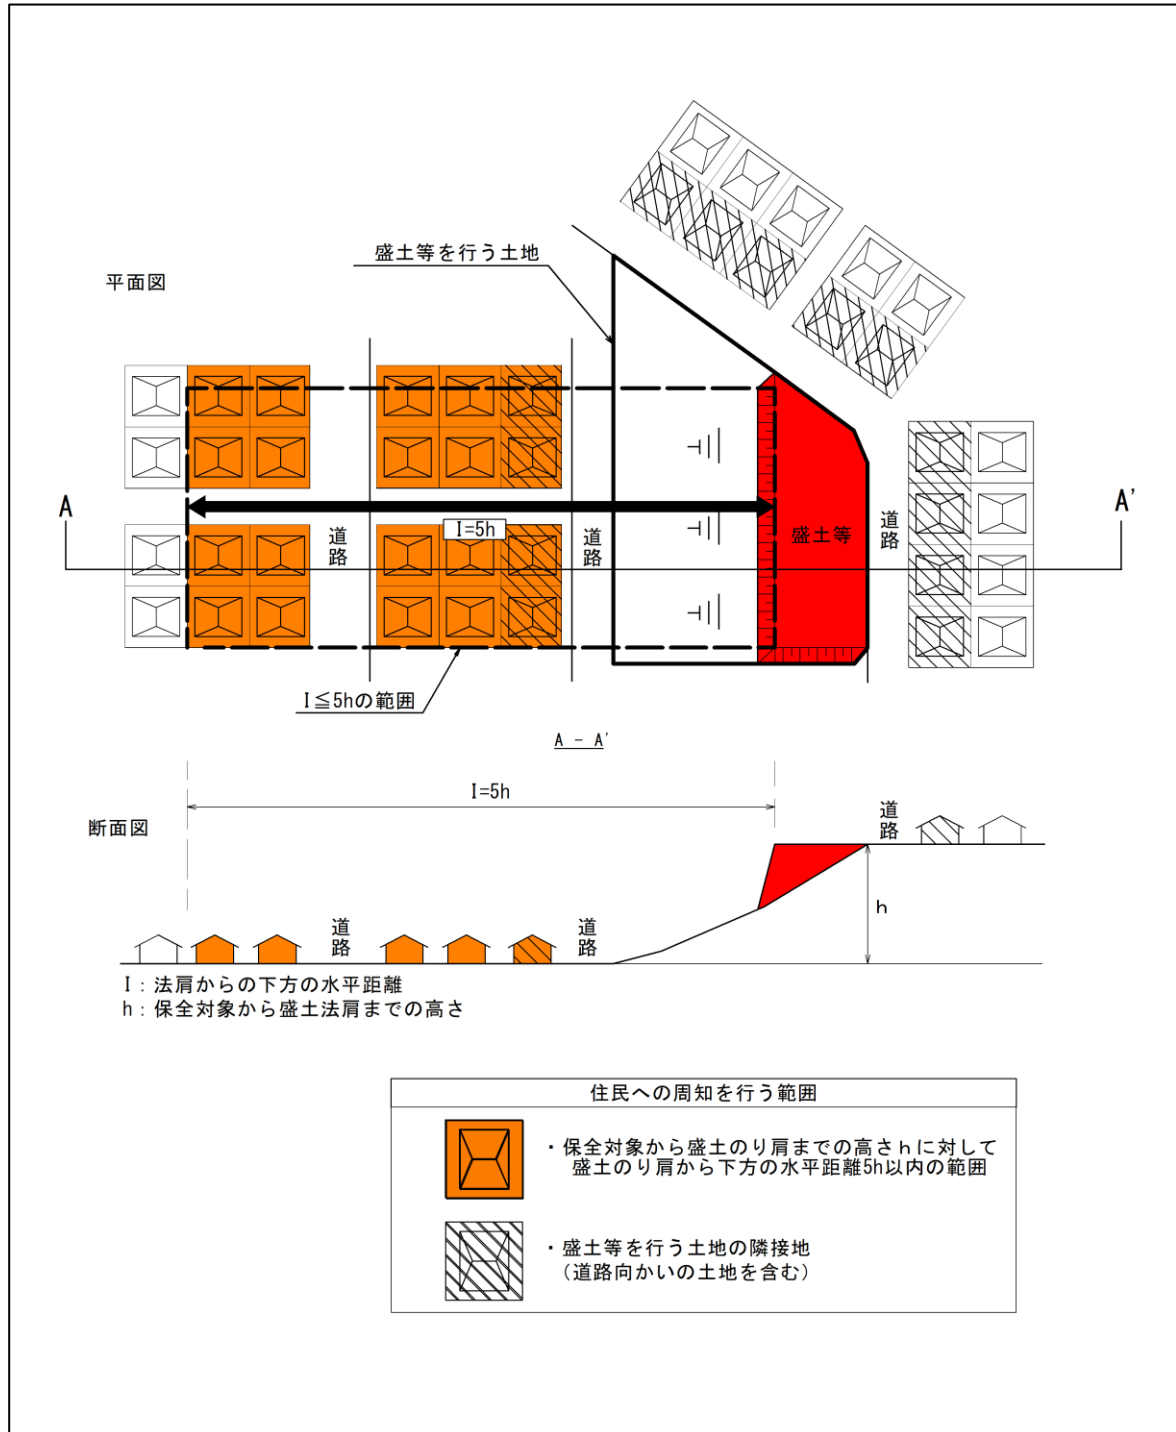 盛土等を行う土地
平面図
A
A'
I=5h
道路
道路
盛土等
道路
I≦5hの範囲
A - A'
I=5h
断面図
道路
道路
道路
h
I：法肩からの下方の水平距離
h：保全対象から盛土法肩までの高さ
住民への周知を行う範囲
・保全対象から盛土のり肩までの高さhに対して
盛土のり肩から下方の水平距離5h以内の範囲
・盛土等を行う土地の隣接地
（道路向かいの土地を含む）